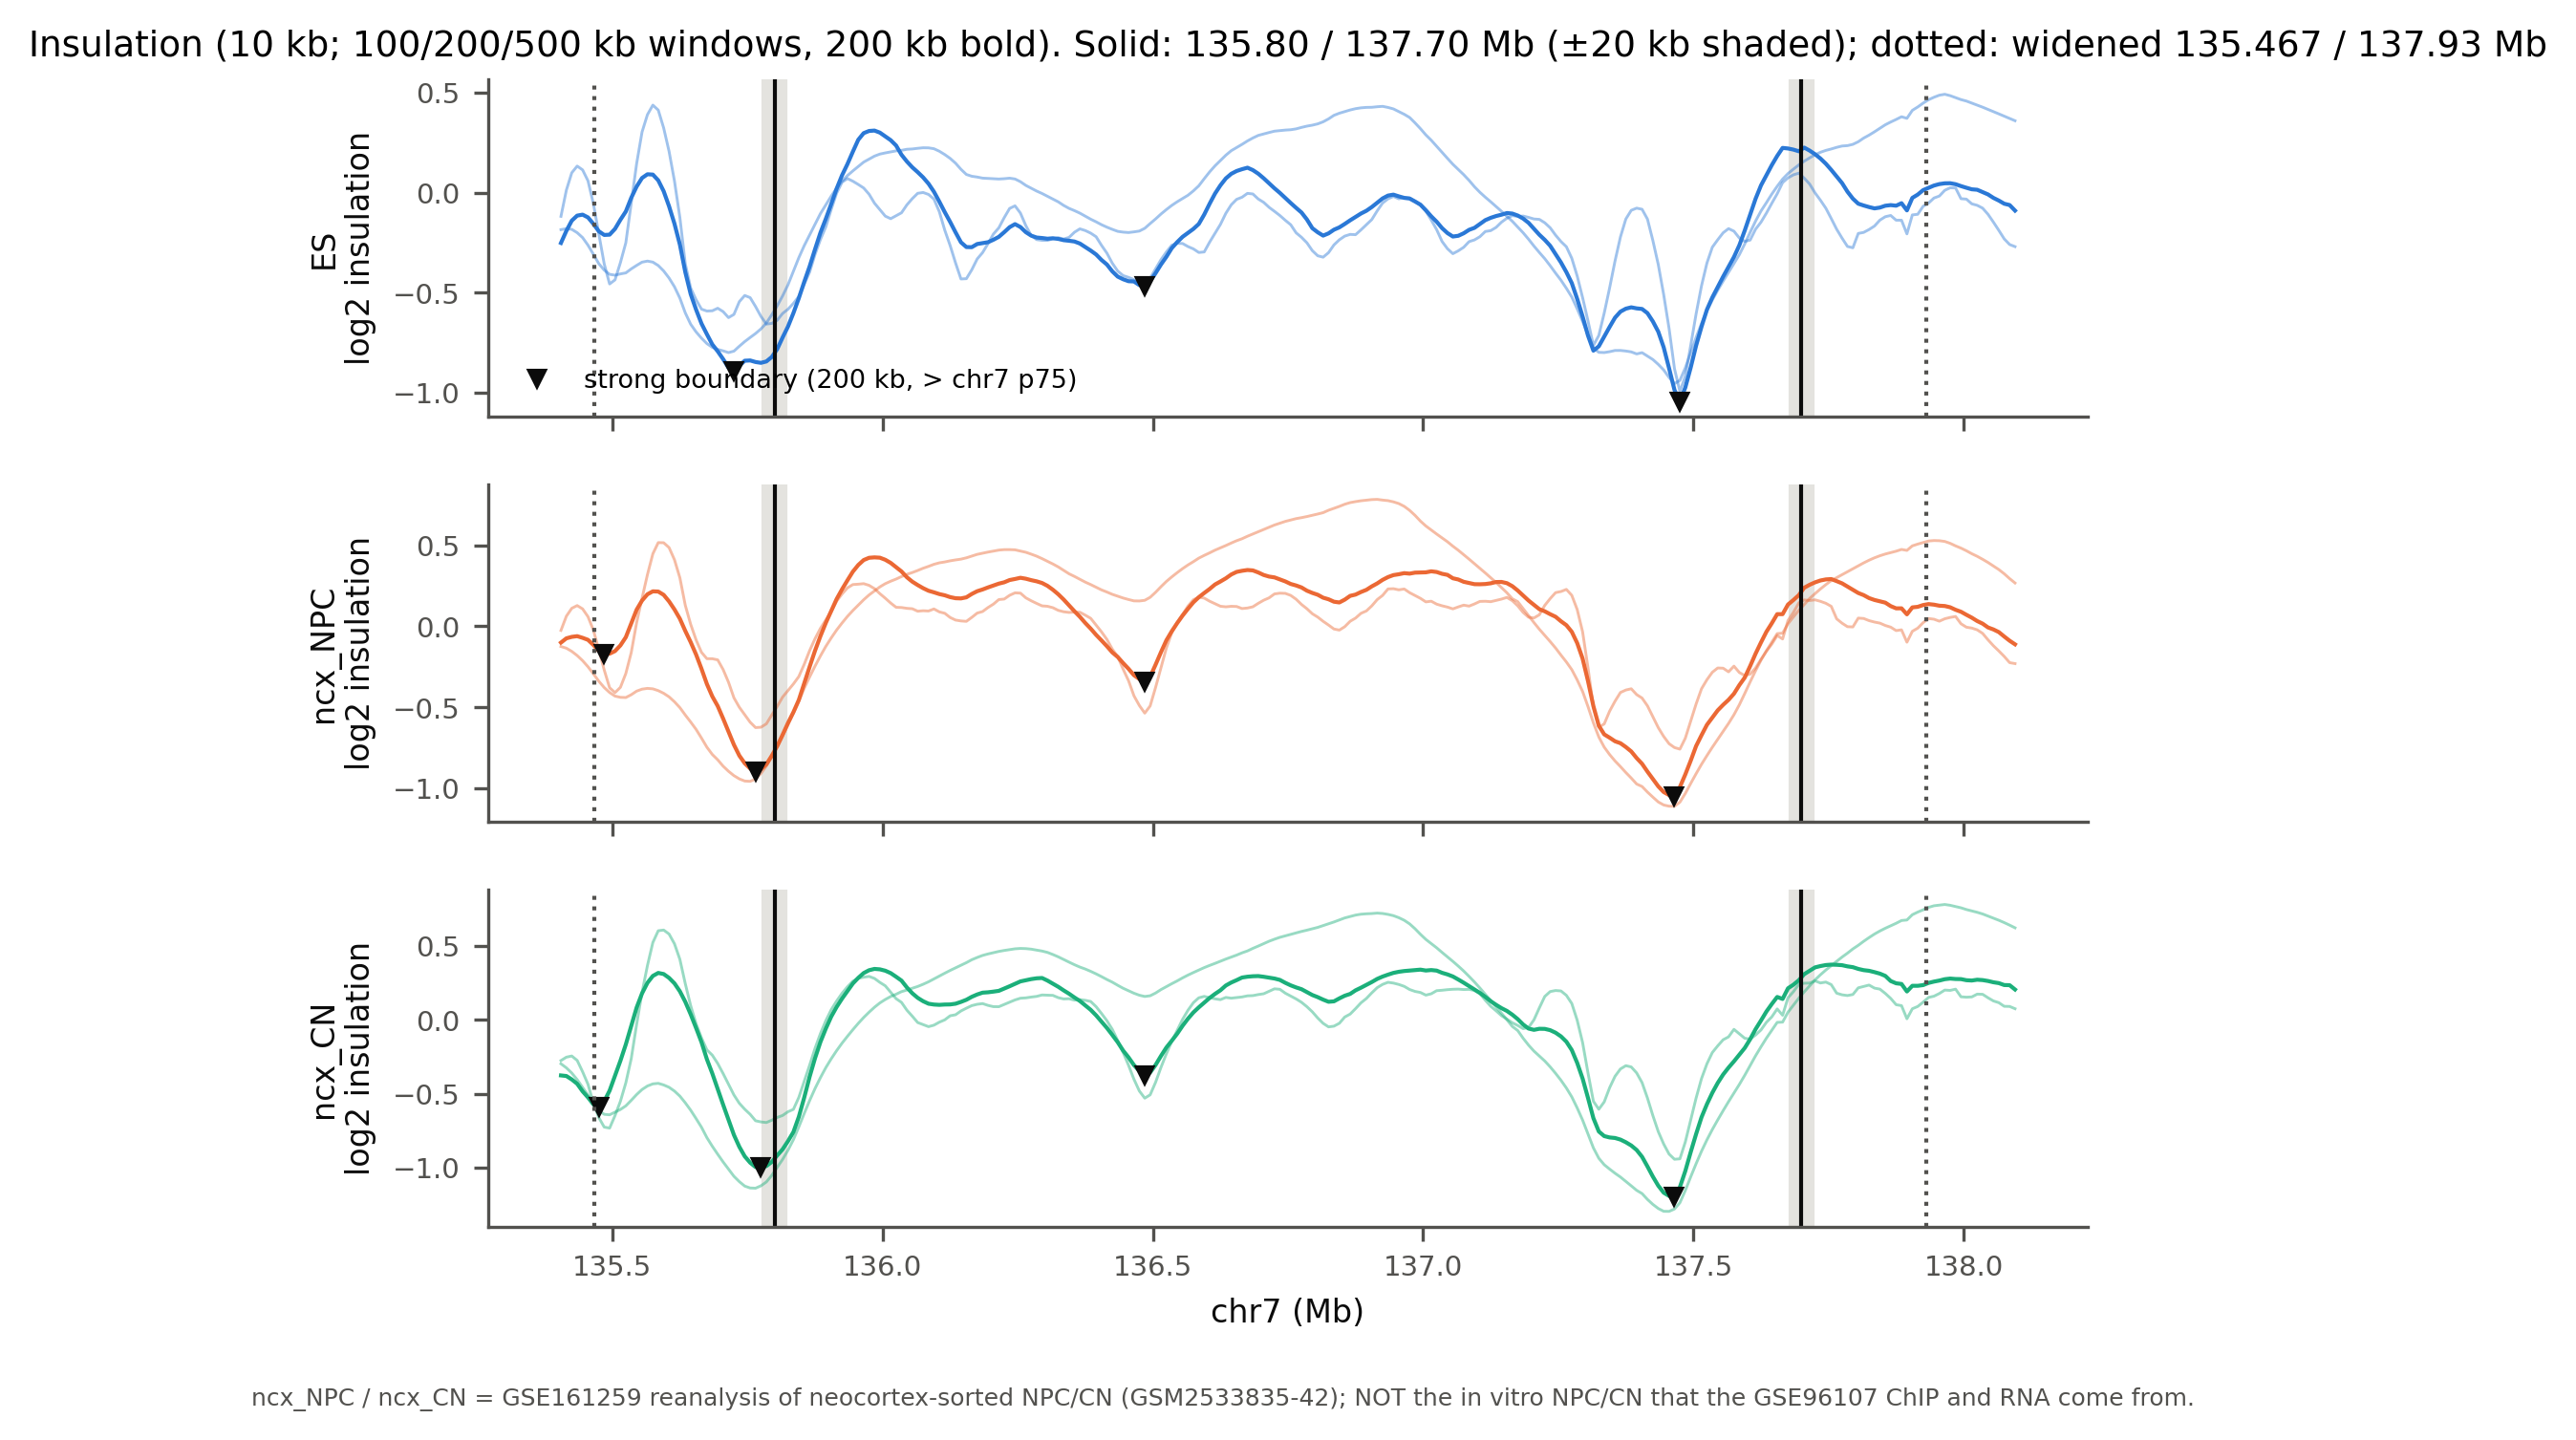 Insulation (10 kb; 100/200/500 kb windows, 200 kb bold). Solid: 135.80 / 137.70 Mb (±20 kb shaded); dotted: widened 135.467 / 137.93 Mb
ES
log2 insulation
0.5
0.0
−0.5
−1.0
strong boundary (200 kb, > chr7 p75)
ncx_NPC
log2 insulation
0.5
0.0
−0.5
−1.0
ncx_CN
log2 insulation
0.5
0.0
−0.5
−1.0
135.5 136.0 136.5 137.0 137.5 138.0
chr7 (Mb)
ncx_NPC / ncx_CN = GSE161259 reanalysis of neocortex-sorted NPC/CN (GSM2533835-42); NOT the in vitro NPC/CN that the GSE96107 ChIP and RNA come from.